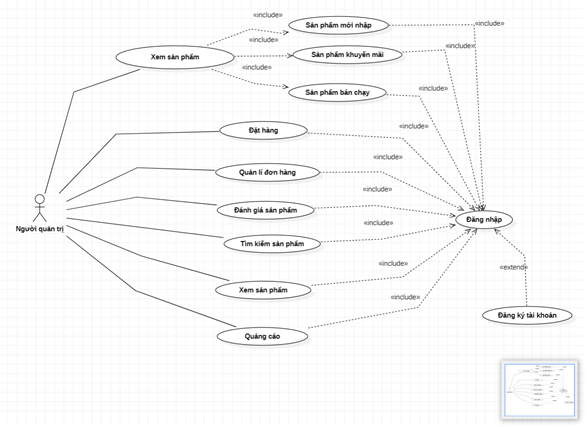 «include»
Sản phẩm mới nhập
«include»
«include»
«include»
Xem sản phẩm
Sản phẩm khuyến mãi
«include»
Sản phẩm bán chạy
«include»
Đặt hàng
«include»
Quản lí đơn hàng
«include»
Đánh giá sản phẩm
«include»
Người quản trị
Đăng nhập
«include»
Tìm kiếm sản phẩm
«include»
«extend»
Xem sản phẩm
«include»
Đăng ký tài khoản
Quảng cáo